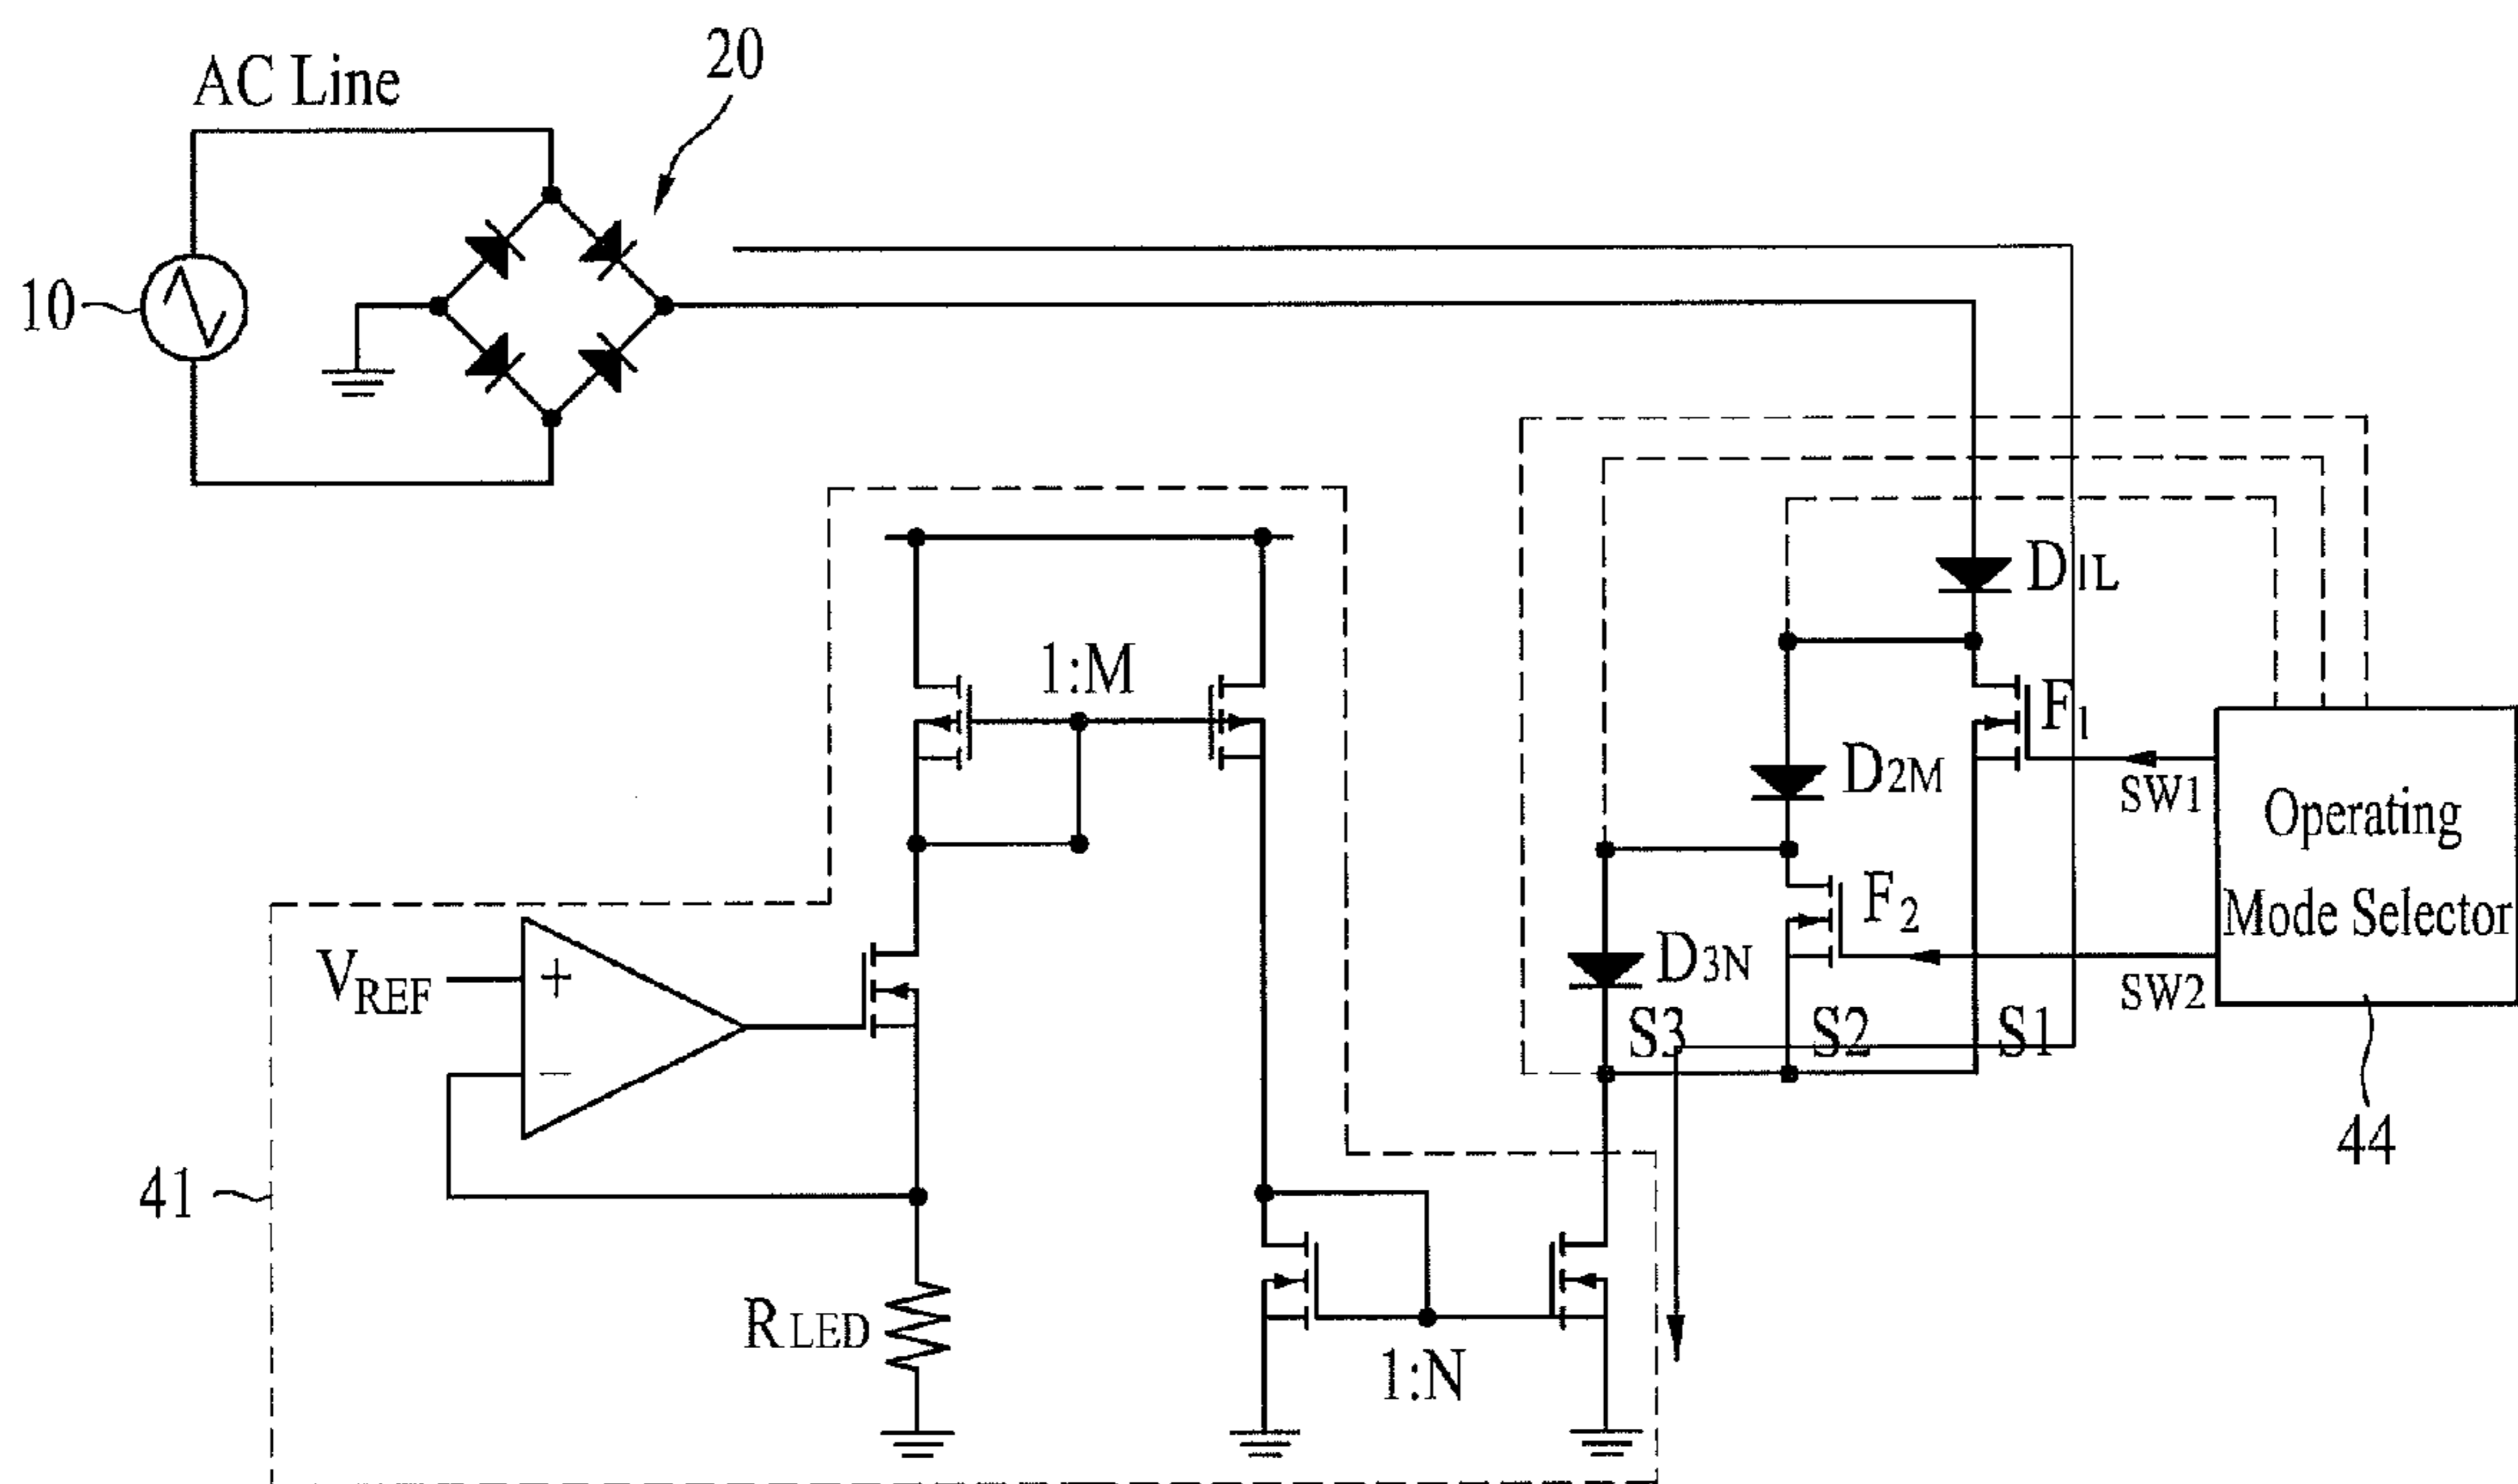 AC Line
20
10
1:M
D1L
F1
D2M
SW1
Operating
Mode Selector
F2
VREF
+
−
D3N
SW2
S3
S2
S1
44
41
RLED
1:N